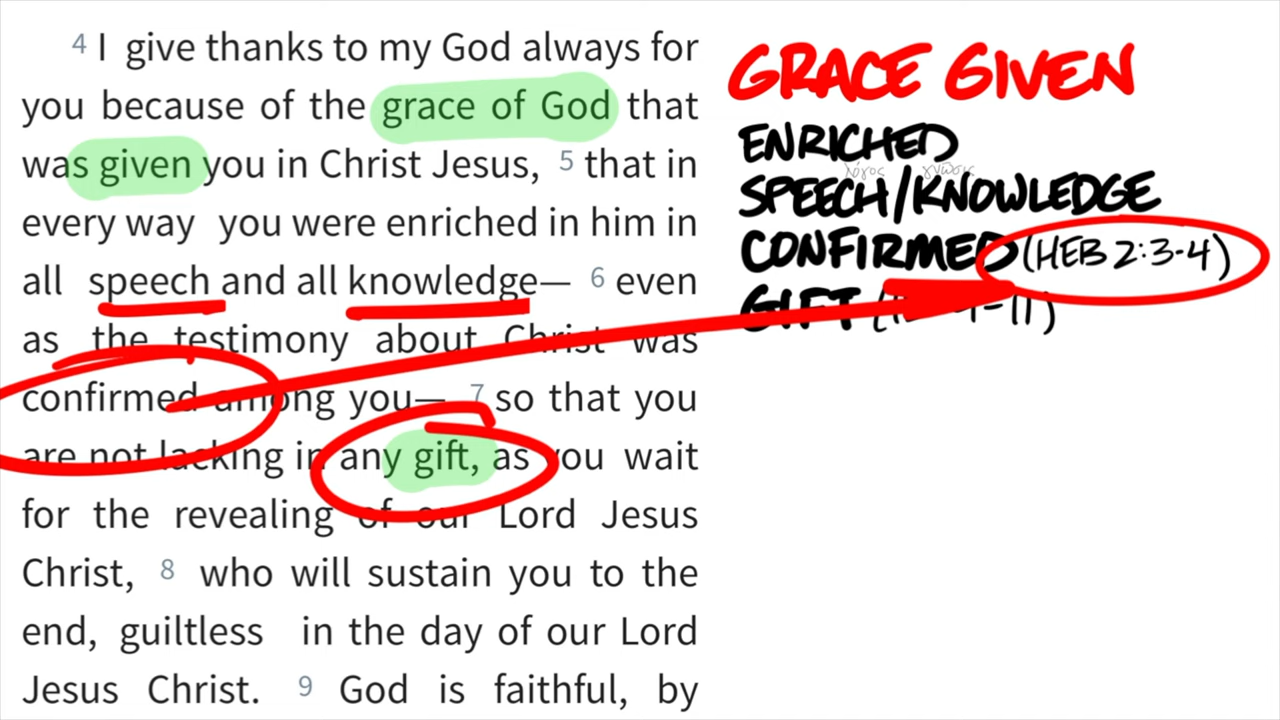 4 I give thanks to my God always for
you because of the grace of God that
was given you in Christ Jesus, 5 that in
every way you were enriched in him in
all speech and all knowledge— 6 even
as the testimony about Christ was
confirmed among you— 7 so that you
are not lacking in any gift, as you wait
for the revealing of our Lord Jesus
Christ, 8 who will sustain you to the
end, guiltless in the day of our Lord
Jesus Christ. 9 God is faithful, by
GRACE GIVEN
ENRICHED
λόγος γνῶσις
SPEECH/KNOWLEDGE
CONFIRMED (HEB 2:3-4)
GIFT